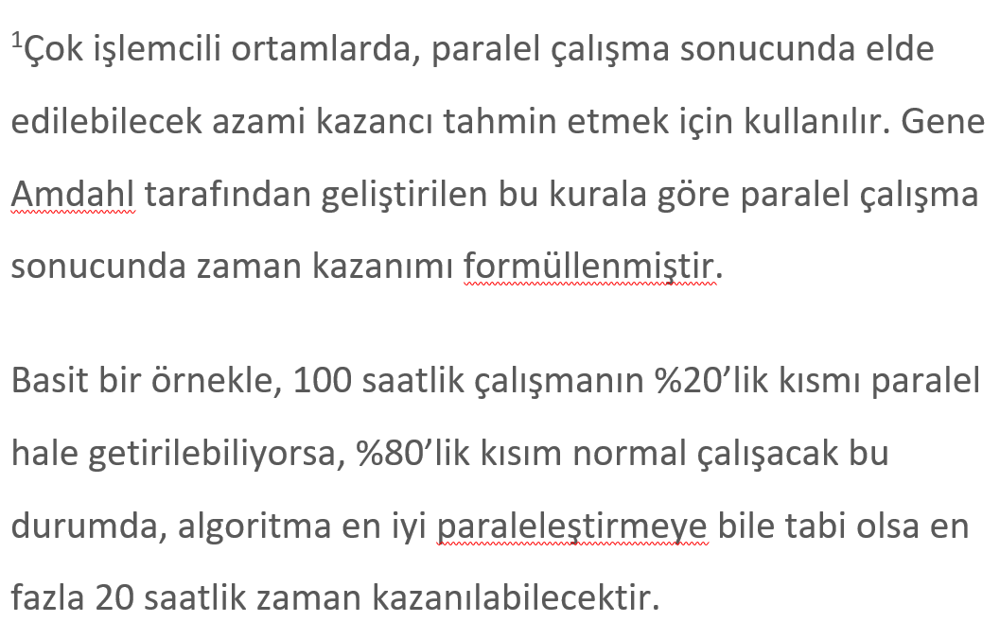 ¹Çok işlemcili ortamlarda, paralel çalışma sonucunda elde
edilebilecek azami kazancı tahmin etmek için kullanılır. Gene
Amdahl tarafından geliştirilen bu kurala göre paralel çalışma
sonucunda zaman kazanımı formüllenmiştir.
Basit bir örnekle, 100 saatlik çalışmanın %20’lik kısmı paralel
hale getirilebiliyorsa, %80’lik kısım normal çalışacak bu
durumda, algoritma en iyi paraleleştirmeye bile tabi olsa en
fazla 20 saatlik zaman kazanılabilecektir.